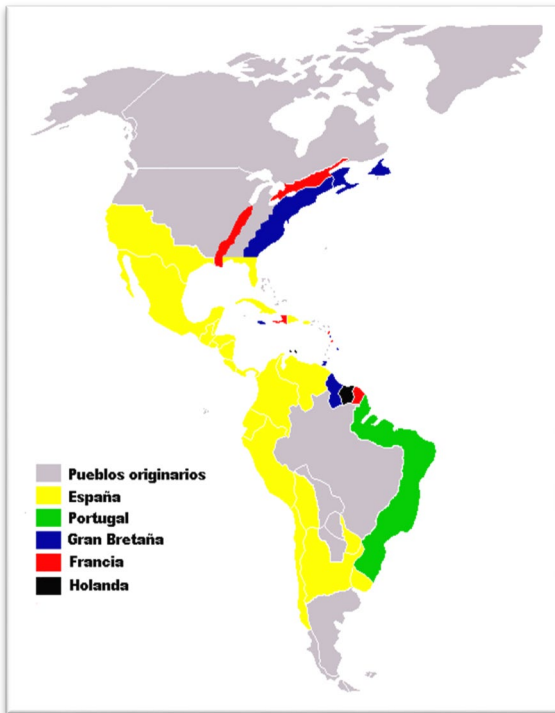 Pueblos originarios
España
Portugal
Gran Bretaña
Francia
Holanda